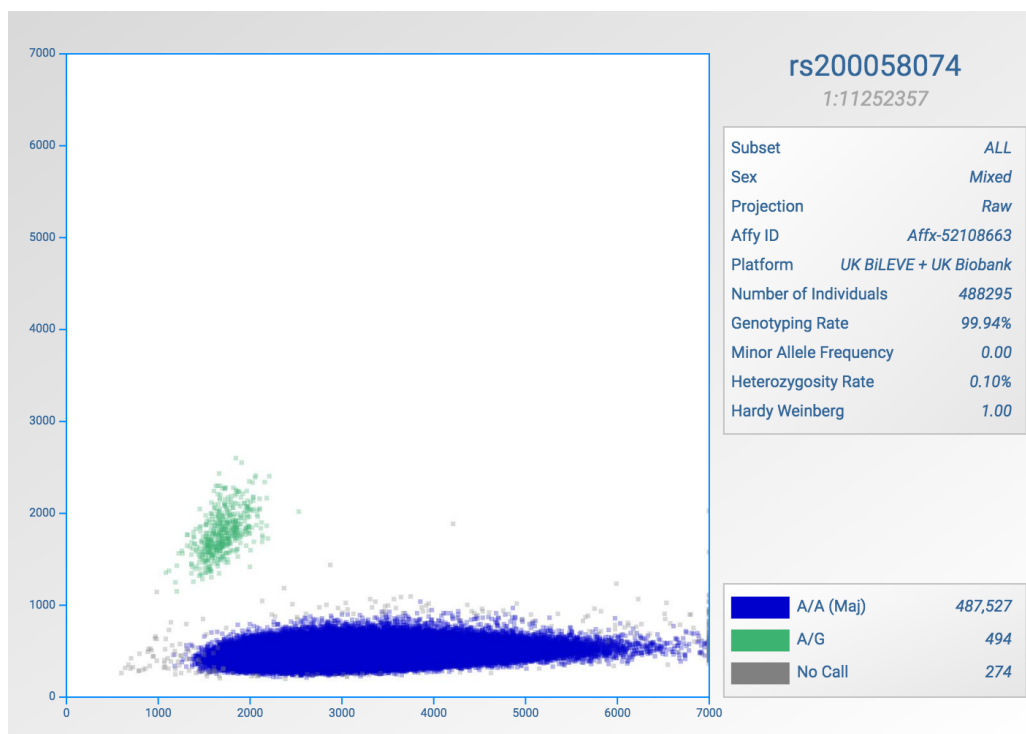 rs200058074
1:11252357
7000
6000
5000
4000
3000
2000
1000
0
0 1000 2000 3000 4000 5000 6000 7000
Subset ALL
Sex Mixed
Projection Raw
Affy ID Affx-52108663
Platform UK BiLEVE + UK Biobank
Number of Individuals 488295
Genotyping Rate 99.94%
Minor Allele Frequency 0.00
Heterozygosity Rate 0.10%
Hardy Weinberg 1.00
A/A (Maj) 487,527
A/G 494
No Call 274